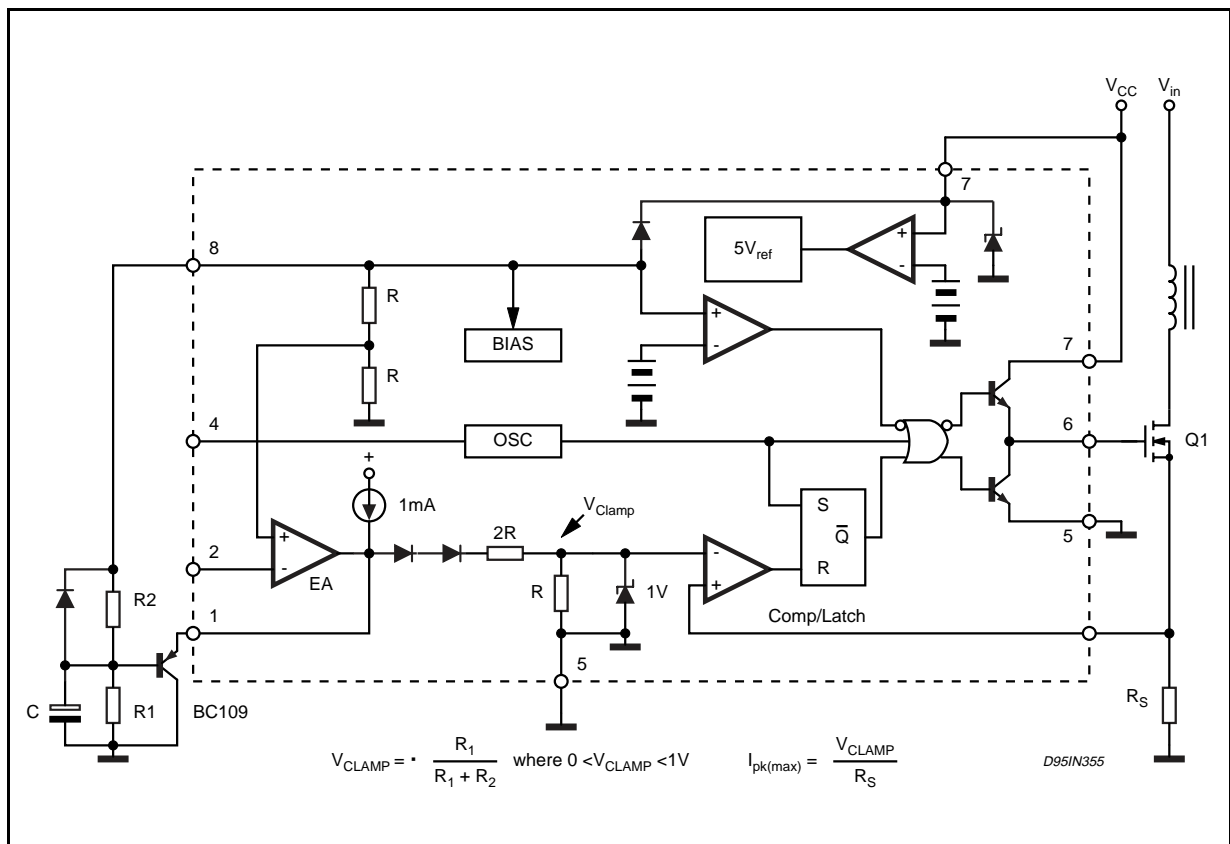 VCC Vin
7
8
5Vref
+
-
R
+
-
BIAS
R
7
4
OSC
6
Q1
+
1mA
VClamp
S
Q̅
R
5
2
+
-
EA
2R
R
1V
-
+
Comp/Latch
R2
1
5
C
R1
BC109
RS
VCLAMP = · R1 / R1 + R2 where 0 <VCLAMP <1V Ipk(max) = VCLAMP / RS
D95IN355